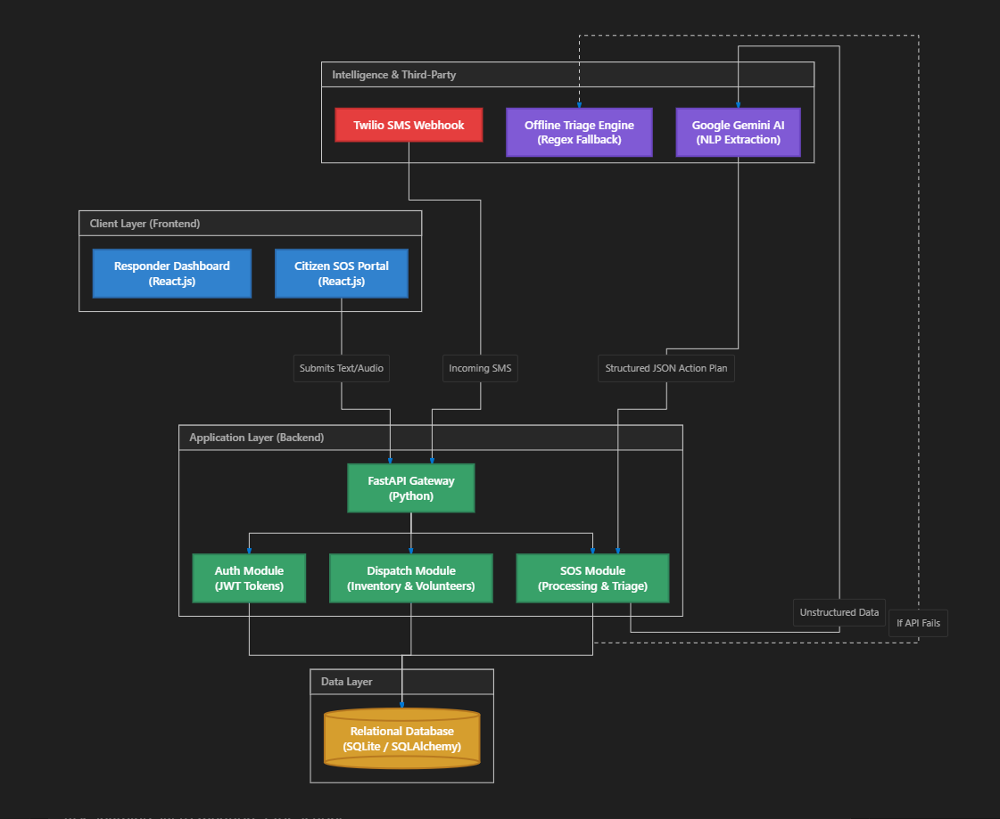 Intelligence & Third-Party
Twilio SMS Webhook
Offline Triage Engine
(Regex Fallback)
Google Gemini AI
(NLP Extraction)
Client Layer (Frontend)
Responder Dashboard
(React.js)
Citizen SOS Portal
(React.js)
Submits Text/Audio
Incoming SMS
Structured JSON Action Plan
Application Layer (Backend)
FastAPI Gateway
(Python)
Auth Module
(JWT Tokens)
Dispatch Module
(Inventory & Volunteers)
SOS Module
(Processing & Triage)
Unstructured Data
If API Fails
Data Layer
Relational Database
(SQLite / SQLAlchemy)